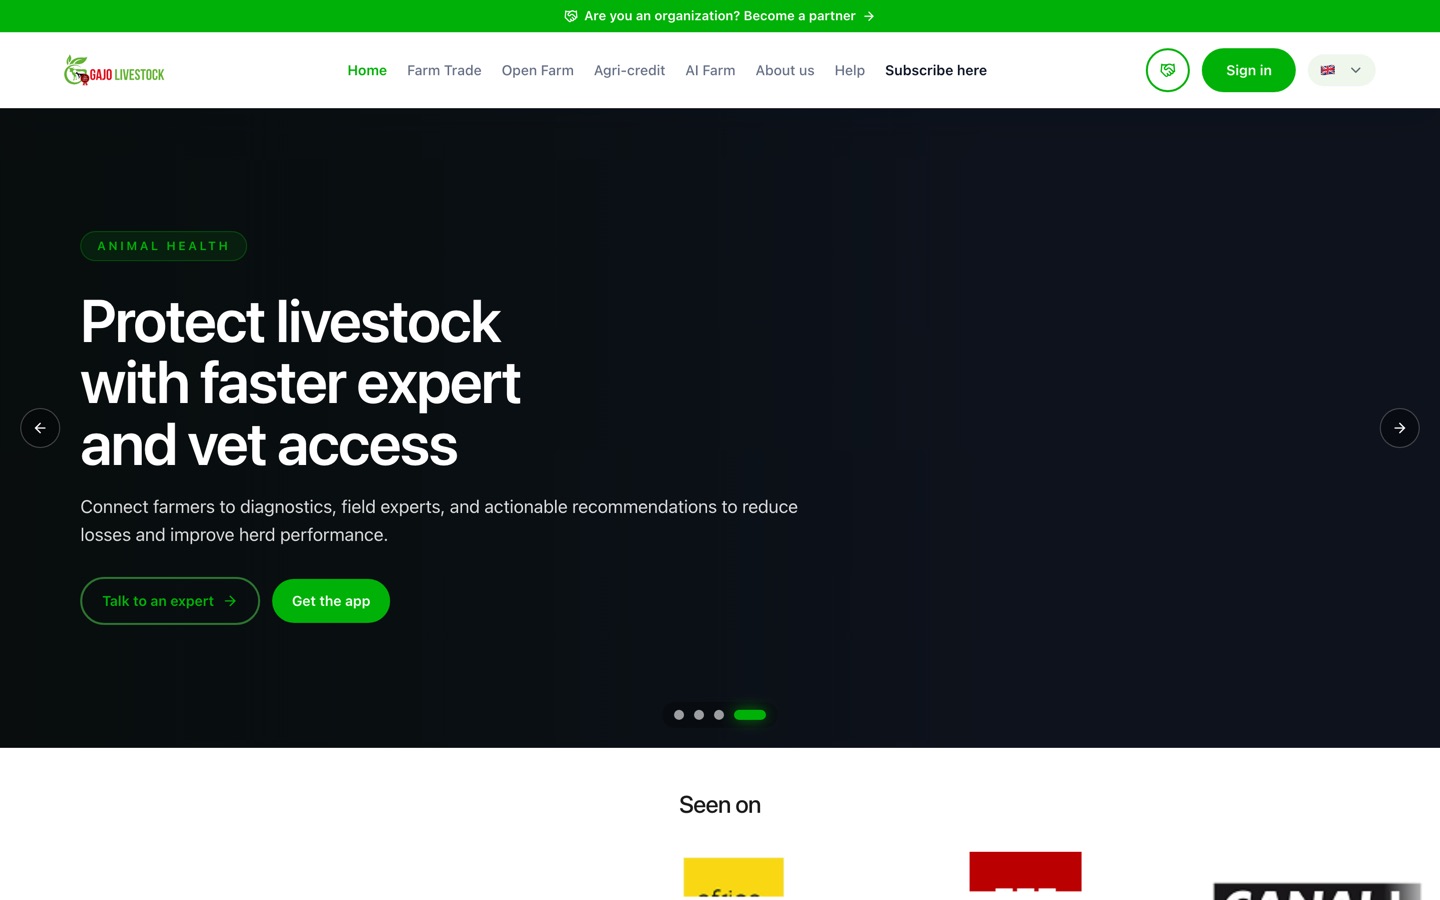 Are you an organization? Become a partner
GAJO LIVESTOCK
Home
Farm Trade
Open Farm
Agri-credit
AI Farm
About us
Help
Subscribe here
Sign in
ANIMAL HEALTH
Protect livestock
with faster expert
and vet access
Connect farmers to diagnostics, field experts, and actionable recommendations to reduce
losses and improve herd performance.
Talk to an expert
Get the app
Seen on